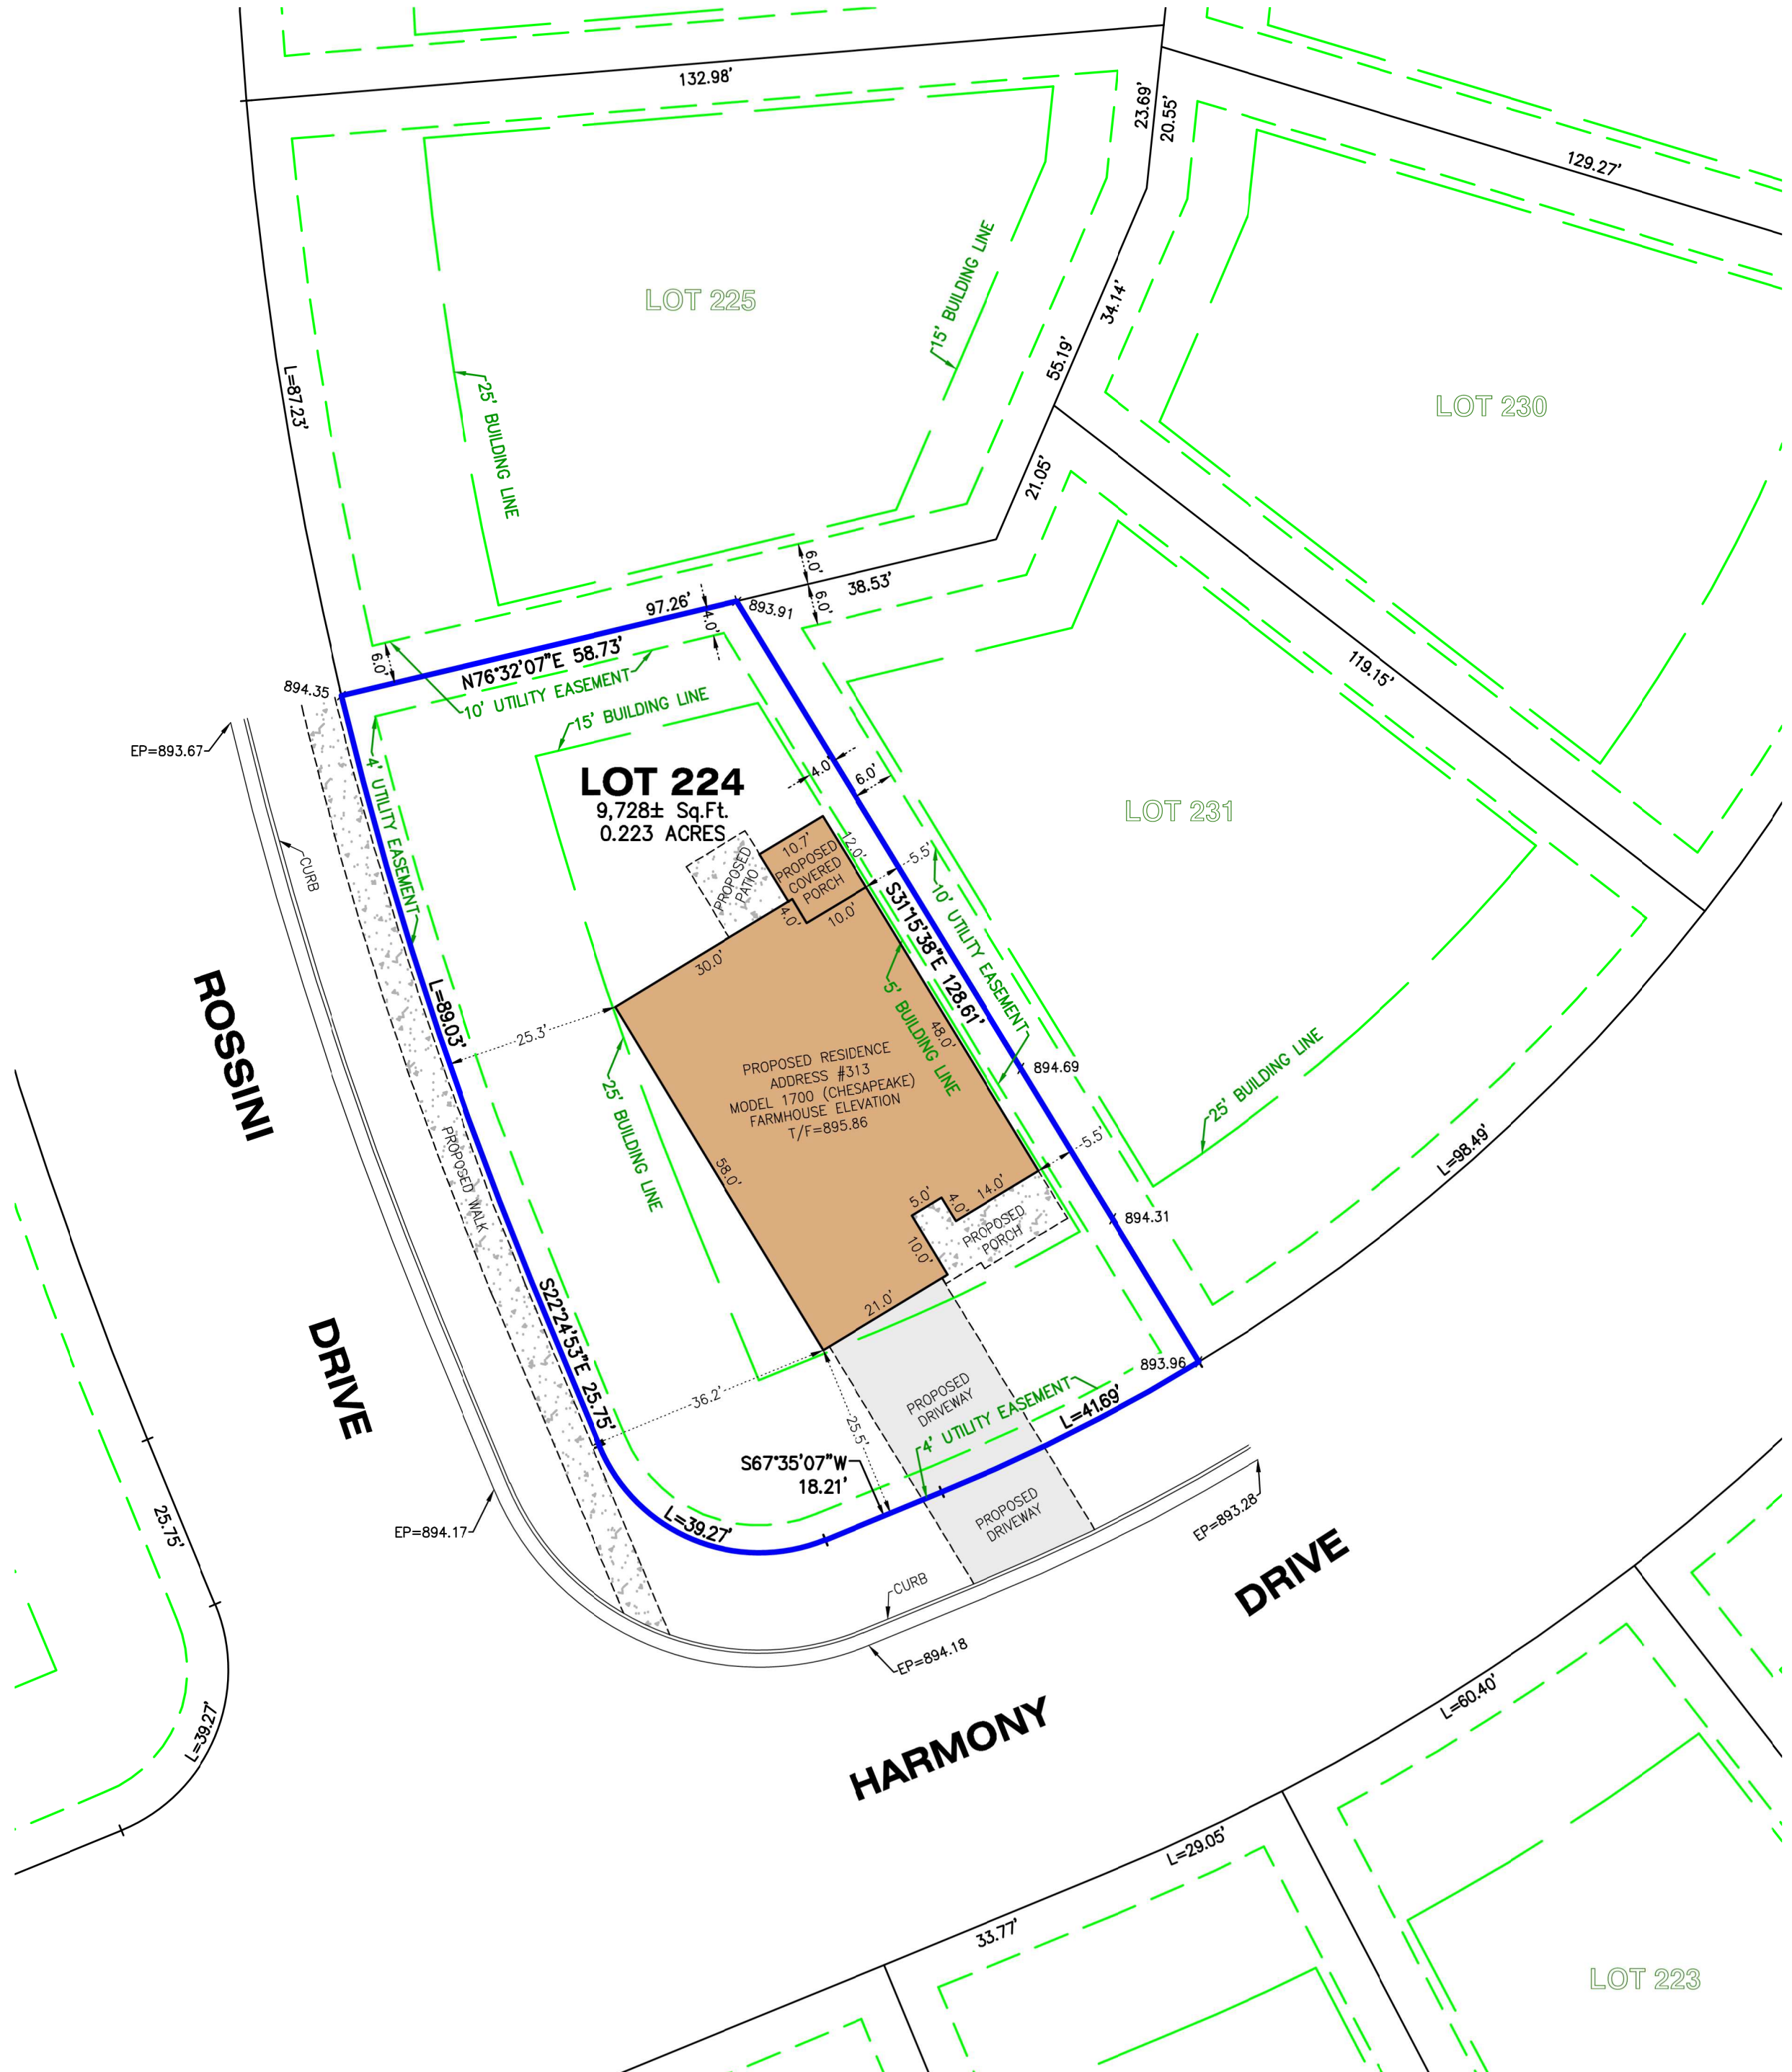 132.98'
23.69'
20.55'
129.27'
LOT 225
15' BUILDING LINE
34.14'
55.19'
L=87.23'
25' BUILDING LINE
LOT 230
21.05'
6.0'
6.0'
38.53'
97.26'
4.0'
893.91
6.0'
N76°32'07"E 58.73'
10' UTILITY EASEMENT
894.35
15' BUILDING LINE
119.15'
EP=893.67
4' UTILITY EASEMENT
LOT 224
9,728± Sq.Ft.
0.223 ACRES
4.0'
6.0'
LOT 231
CURB
10.7'
12.0'
PROPOSED
COVERED
PORCH
PROPOSED
PATIO
4.0'
10.0'
5.5'
S31°15'38"E 128.61'
10' UTILITY EASEMENT
30.0'
5' BUILDING LINE
48.0'
L=89.03'
25.3'
ROSSINI
DRIVE
PROPOSED RESIDENCE
ADDRESS #313
MODEL 1700 (CHESAPEAKE)
FARMHOUSE ELEVATION
T/F=895.86
894.69
25' BUILDING LINE
25' BUILDING LINE
5.5'
L=98.49'
PROPOSED WALK
58.0'
5.0'
4.0'
14.0'
PROPOSED
PORCH
10.0'
894.31
21.0'
S22°24'53"E 25.75'
893.96
36.2'
25.5'
PROPOSED
DRIVEWAY
4' UTILITY EASEMENT
L=41.69'
S67°35'07"W
18.21'
L=39.27'
PROPOSED
DRIVEWAY
EP=893.28
EP=894.17
25.75'
CURB
DRIVE
EP=894.18
HARMONY
L=39.27'
L=60.40'
L=29.05'
33.77'
LOT 223